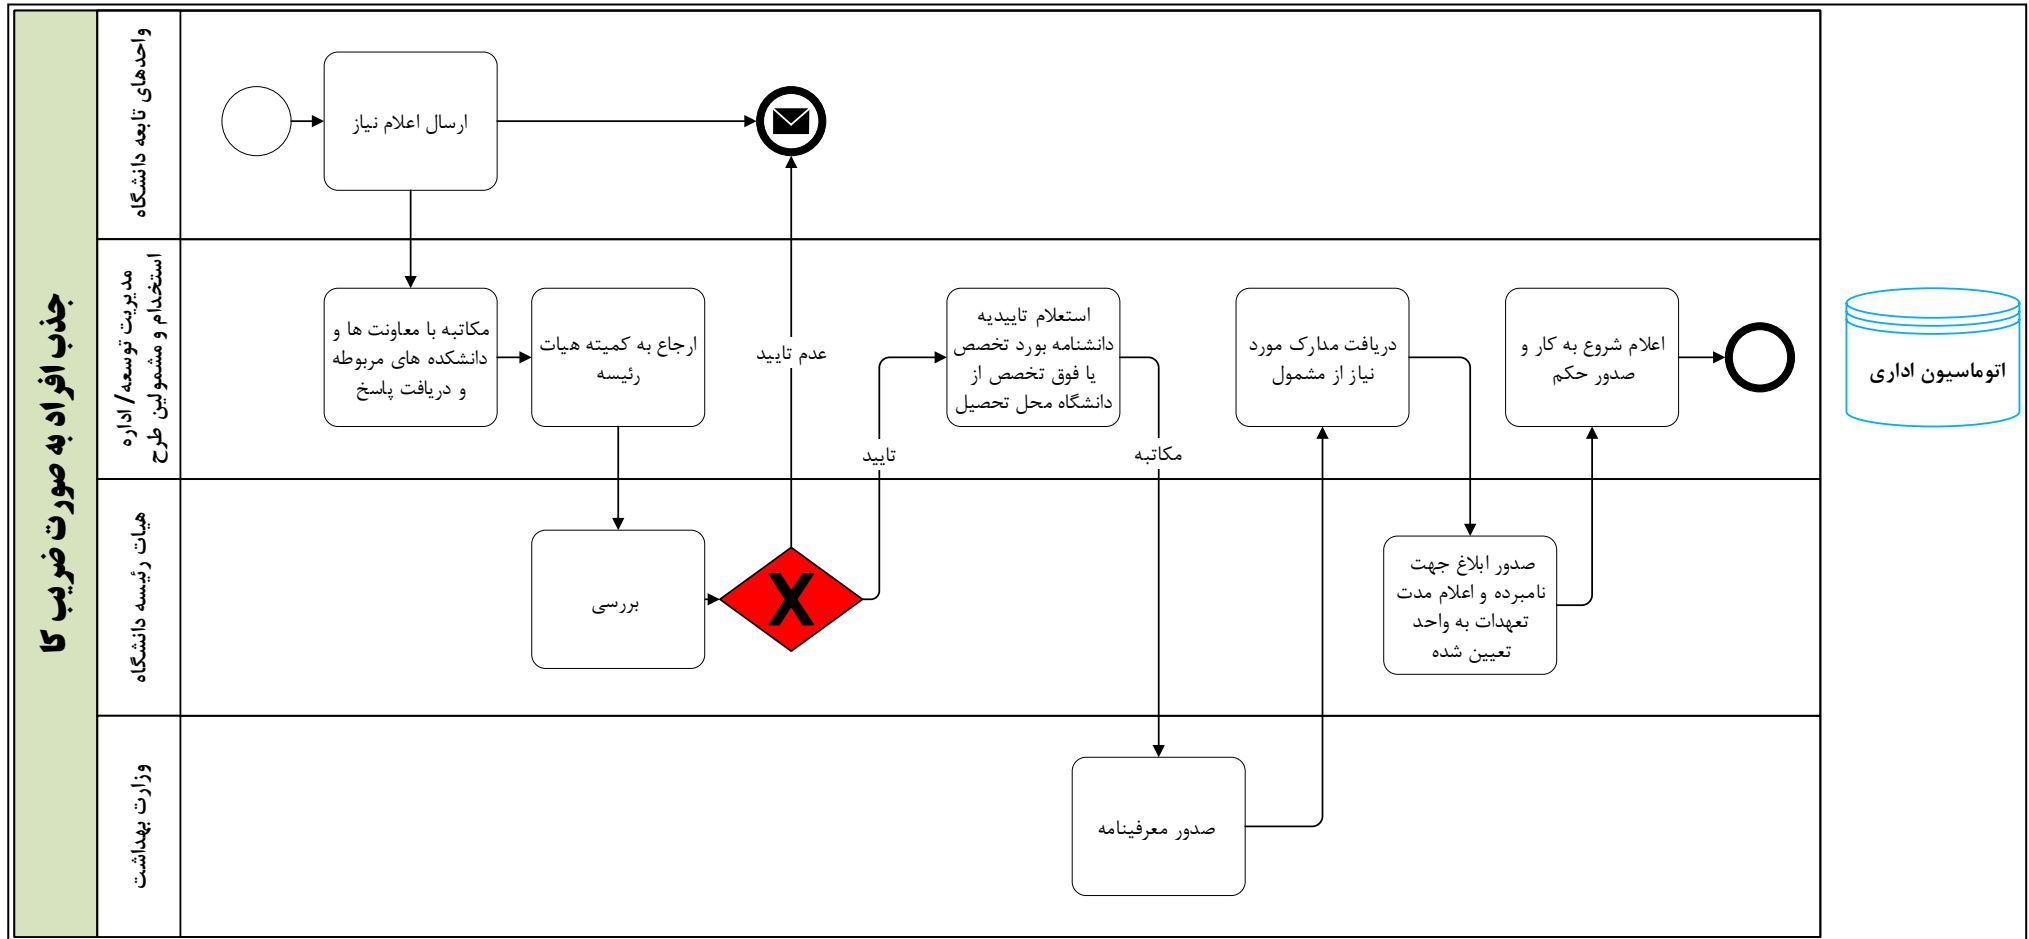 جذب افراد به صورت ضریب کا
واحدهای تابعه دانشگاه
ارسال اعلام نیاز
مدیریت توسعه/ اداره
استخدام و مشمولین طرح
مکاتبه با معاونت ها و
دانشکده های مربوطه
و دریافت پاسخ
ارجاع به کمیته هیات
رئیسه
عدم تایید
تایید
استعلام تاییدیه
دانشنامه بورد تخصص
یا فوق تخصص از
دانشگاه محل تحصیل
مکاتبه
دریافت مدارک مورد
نیاز از مشمول
اعلام شروع به کار و
صدور حکم
اتوماسیون اداری
هیات رئیسه دانشگاه
بررسی
X
صدور ابلاغ جهت
نامبرده و اعلام مدت
تعهدات به واحد
تعیین شده
وزارت بهداشت
صدور معرفینامه